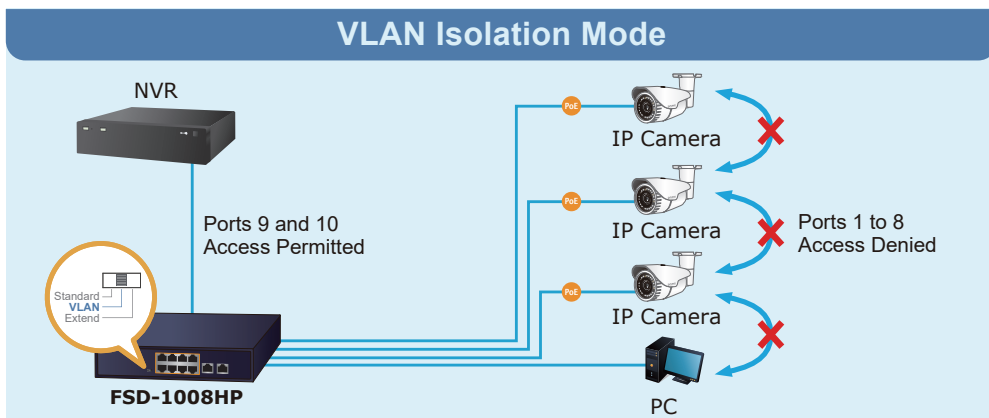 VLAN Isolation Mode
NVR
PoE
IP Camera
Ports 9 and 10
Access Permitted
PoE
IP Camera
Ports 1 to 8
Access Denied
Standard
VLAN
Extend
PoE
IP Camera
FSD-1008HP
PC